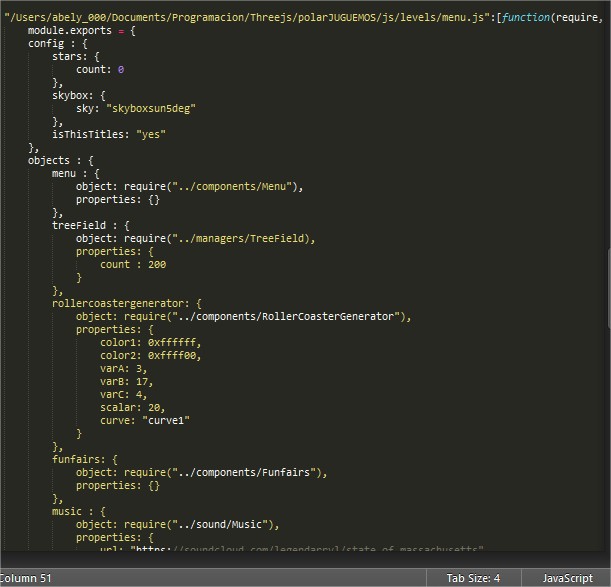 "/Users/abely_000/Documents/Programacion/Threejs/polarJUGUEMOS/js/levels/menu.js":[function(require,
module.exports = {
config : {
stars: {
count: 0
},
skybox: {
sky: "skyboxsun5deg"
},
isThisTitles: "yes"
},
objects : {
menu : {
object: require("../components/Menu"),
properties: {}
},
treeField : {
object: require("../managers/TreeField),
properties: {
count : 200
}
},
rollercoastergenerator: {
object: require("../components/RollerCoasterGenerator"),
properties: {
color1: 0xffffff,
color2: 0xffff00,
varA: 3,
varB: 17,
varC: 4,
scalar: 20,
curve: "curve1"
}
},
funfairs: {
object: require("../components/Funfairs"),
properties: {}
},
music : {
object: require("../sound/Music"),
properties: {
url: "https://soundcloud.com/legendarryl/state-of-massachusetts"
Column 51
Tab Size: 4
JavaScript